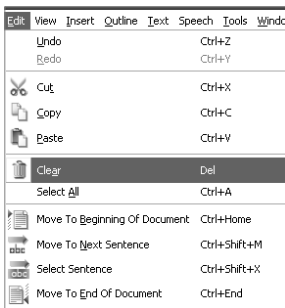 Edit View Insert Outline Text Speech Tools Windo
Undo Ctrl+Z
Redo Ctrl+Y
Cut Ctrl+X
Copy Ctrl+C
Paste Ctrl+V
Clear Del
Select All Ctrl+A
Move To Beginning Of Document Ctrl+Home
Move To Next Sentence Ctrl+Shift+M
abc
Select Sentence Ctrl+Shift+X
abc
Move To End Of Document Ctrl+End